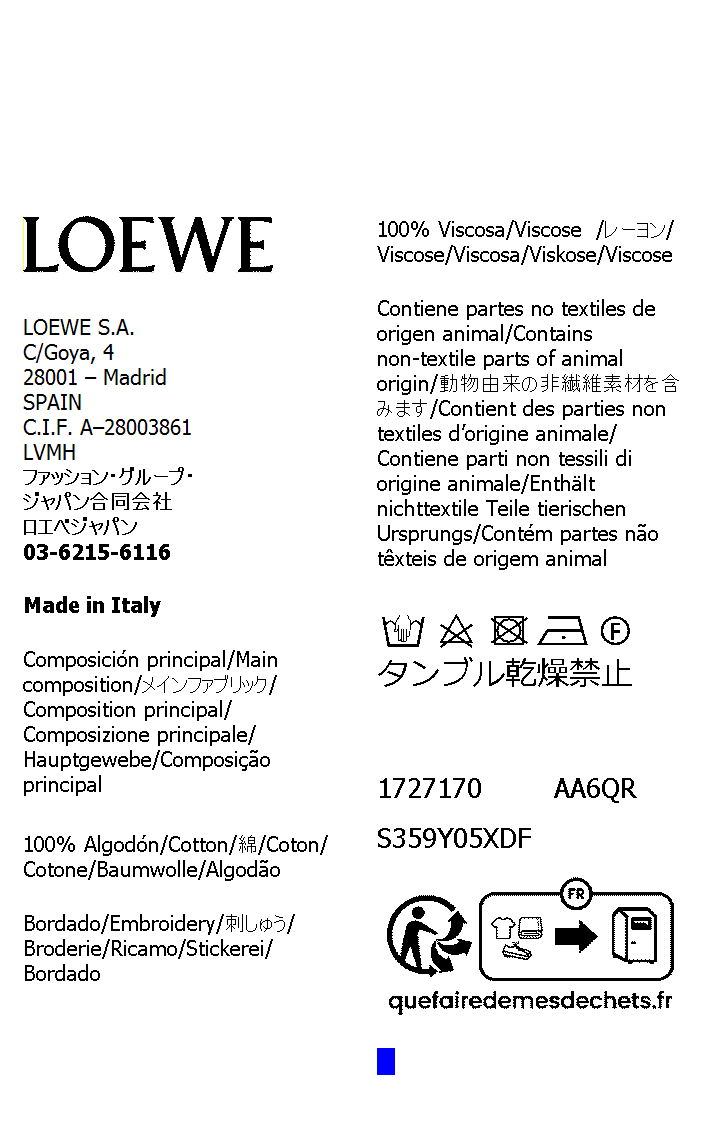 LOEWE
LOEWE S.A.
C/Goya, 4
28001 – Madrid
SPAIN
C.I.F. A–28003861
LVMH
ファッション･グループ･
ジャパン合同会社
ロエベジャパン
03-6215-6116
Made in Italy
Composición principal/Main
composition/メインファブリック/
Composition principal/
Composizione principale/
Hauptgewebe/Composição
principal
100% Algodón/Cotton/綿/Coton/
Cotone/Baumwolle/Algodão
Bordado/Embroidery/刺しゅう/
Broderie/Ricamo/Stickerei/
Bordado
100% Viscosa/Viscose /レーヨン/
Viscose/Viscosa/Viskose/Viscose
Contiene partes no textiles de
origen animal/Contains
non-textile parts of animal
origin/動物由来の非繊維素材を含
みます/Contient des parties non
textiles d’origine animale/
Contiene parti non tessili di
origine animale/Enthält
nichttextile Teile tierischen
Ursprungs/Contém partes não
têxteis de origem animal
F
タンブル乾燥禁止
1727170 AA6QR
S359Y05XDF
FR
quefairedemesdechets.fr